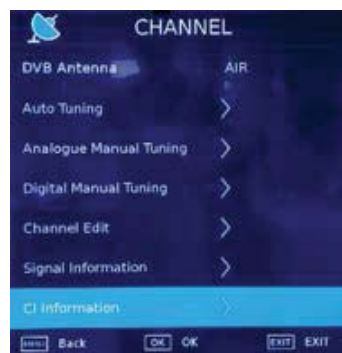 CHANNEL
DVB Antenna AIR
Auto Tuning
Analogue Manual Tuning
Digital Manual Tuning
Channel Edit
Signal Information
CI Information
MENU Back OK OK EXIT EXIT